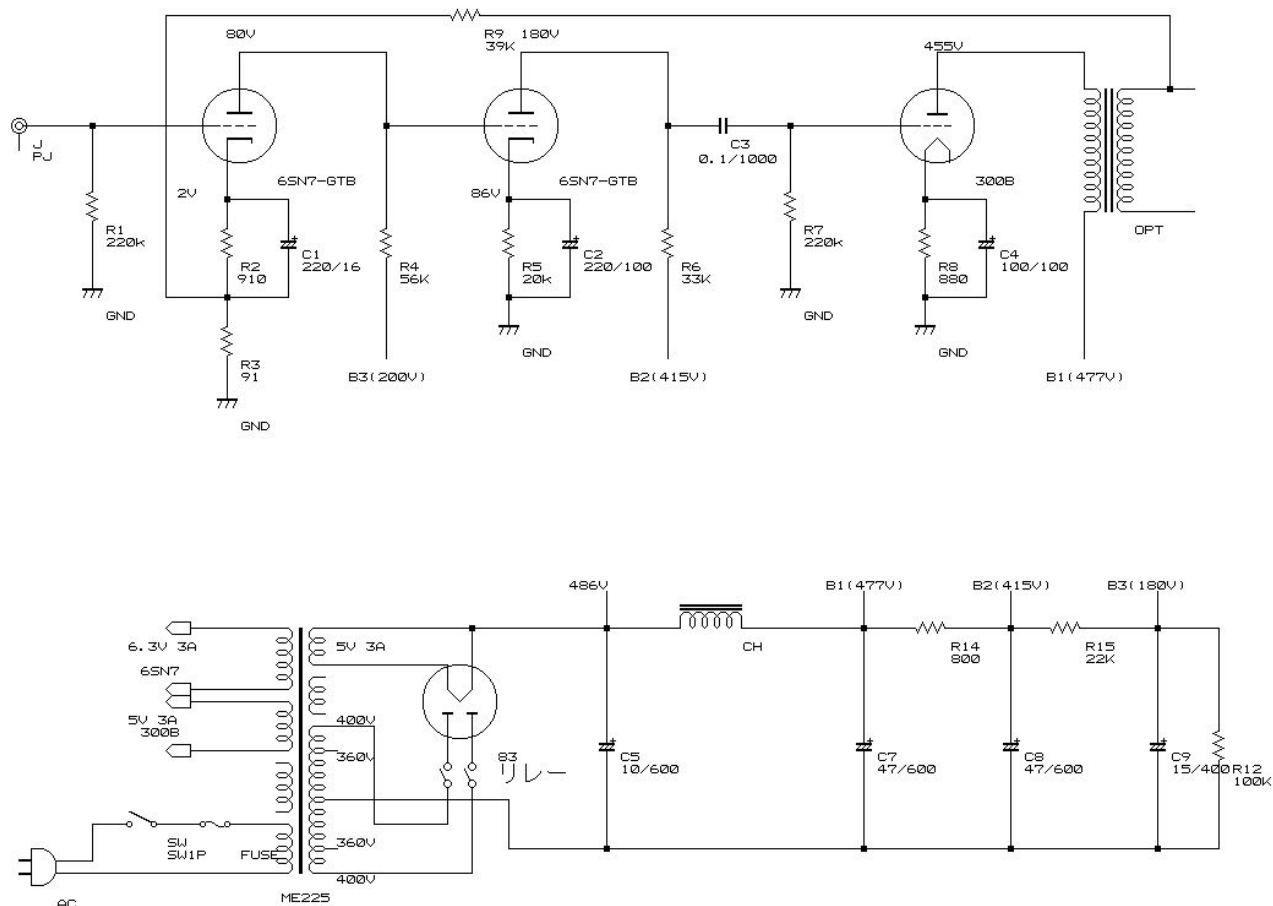 R9 39K
80V
180V
455V
J
PJ
C3
0.1/1000
2V
6SN7-GTB
86V
6SN7-GTB
300B
R1
220k
R2
910
C1
220/16
R4
56K
R5
20k
C2
220/100
R6
33K
R7
220k
R8
880
C4
100/100
OPT
GND
GND
GND
GND
R3
91
B3(200V)
B2(415V)
B1(477V)
GND
486V
B1(477V)
B2(415V)
B3(180V)
6.3V 3A
6SN7
5V 3A
300B
5V 3A
CH
R14
800
R15
22K
400V
360V
83
リレー
C5
10/600
C7
47/600
C8
47/600
C9
15/400
R12
100K
SW
SW1P
FUSE
360V
400V
AC
ME225